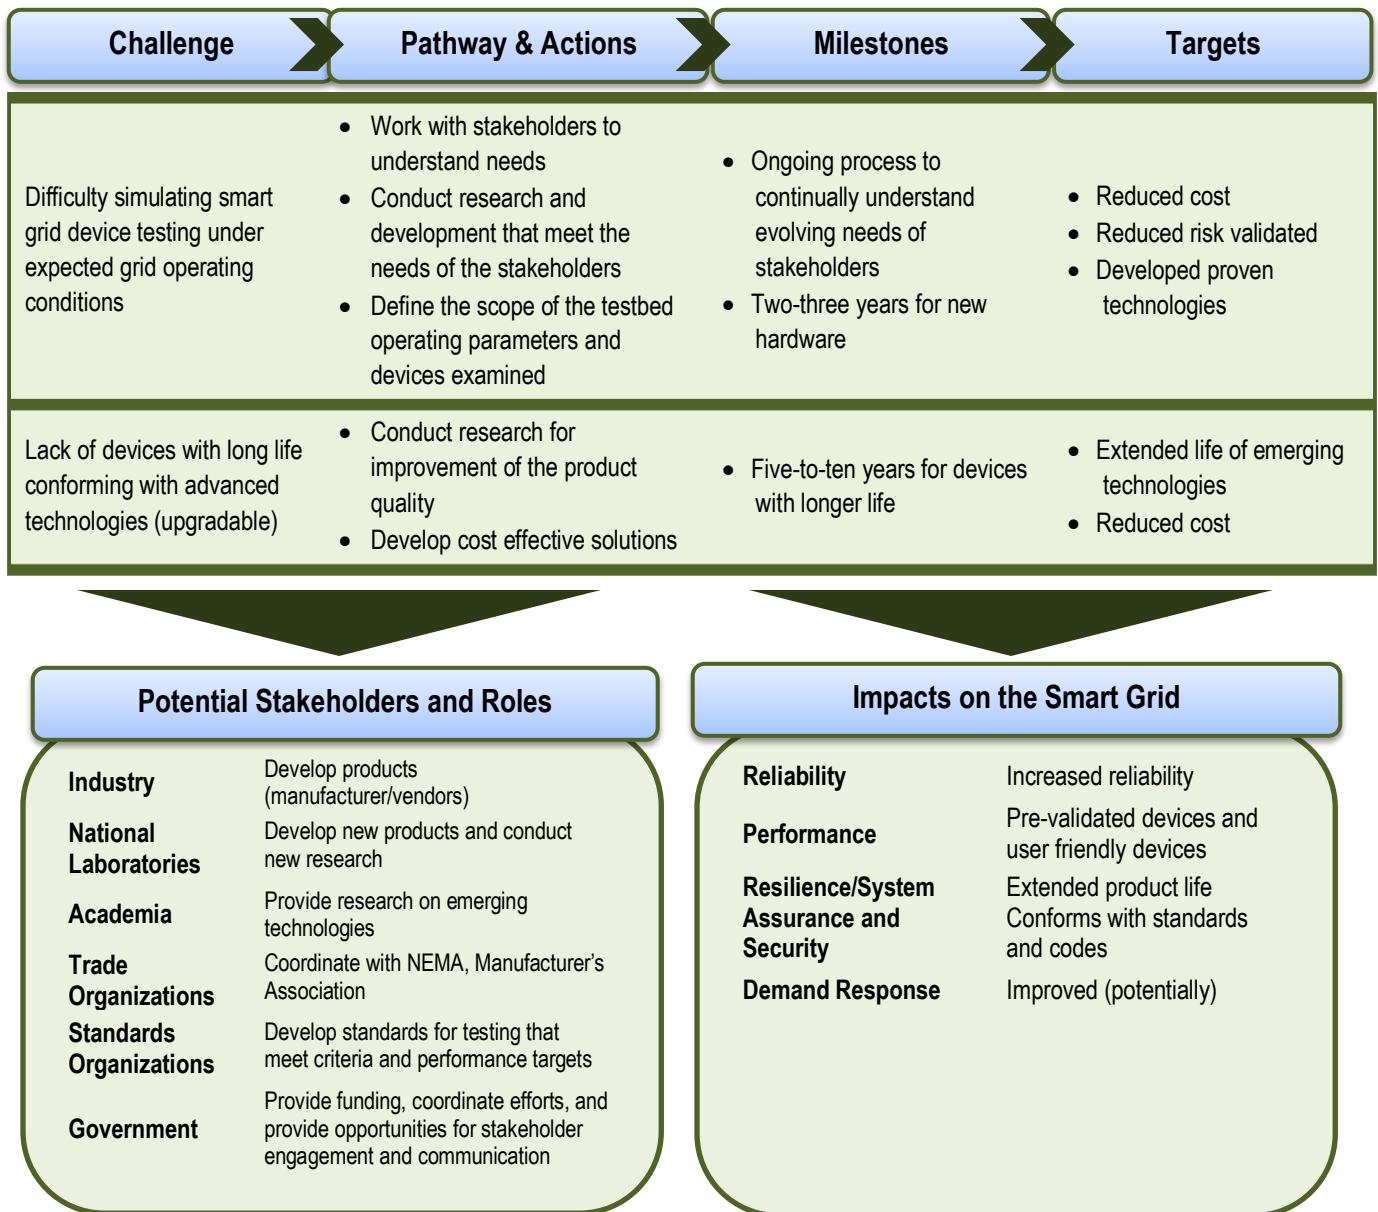 Challenge
Pathway & Actions
Milestones
Targets
Difficulty simulating smart
grid device testing under
expected grid operating
conditions
• Work with stakeholders to
understand needs
• Conduct research and
development that meet the
needs of the stakeholders
• Define the scope of the testbed
operating parameters and
devices examined
• Ongoing process to
continually understand
evolving needs of
stakeholders
• Two-three years for new
hardware
• Reduced cost
• Reduced risk validated
• Developed proven
technologies
Lack of devices with long life
conforming with advanced
technologies (upgradable)
• Conduct research for
improvement of the product
quality
• Develop cost effective solutions
• Five-to-ten years for devices
with longer life
• Extended life of emerging
technologies
• Reduced cost
Potential Stakeholders and Roles
Industry
Develop products
(manufacturer/vendors)
National
Laboratories
Develop new products and conduct
new research
Academia
Provide research on emerging
technologies
Trade
Organizations
Coordinate with NEMA, Manufacturer’s
Association
Standards
Organizations
Develop standards for testing that
meet criteria and performance targets
Government
Provide funding, coordinate efforts, and
provide opportunities for stakeholder
engagement and communication
Impacts on the Smart Grid
Reliability
Increased reliability
Performance
Pre-validated devices and
user friendly devices
Resilience/System
Assurance and
Security
Extended product life
Conforms with standards
and codes
Demand Response
Improved (potentially)